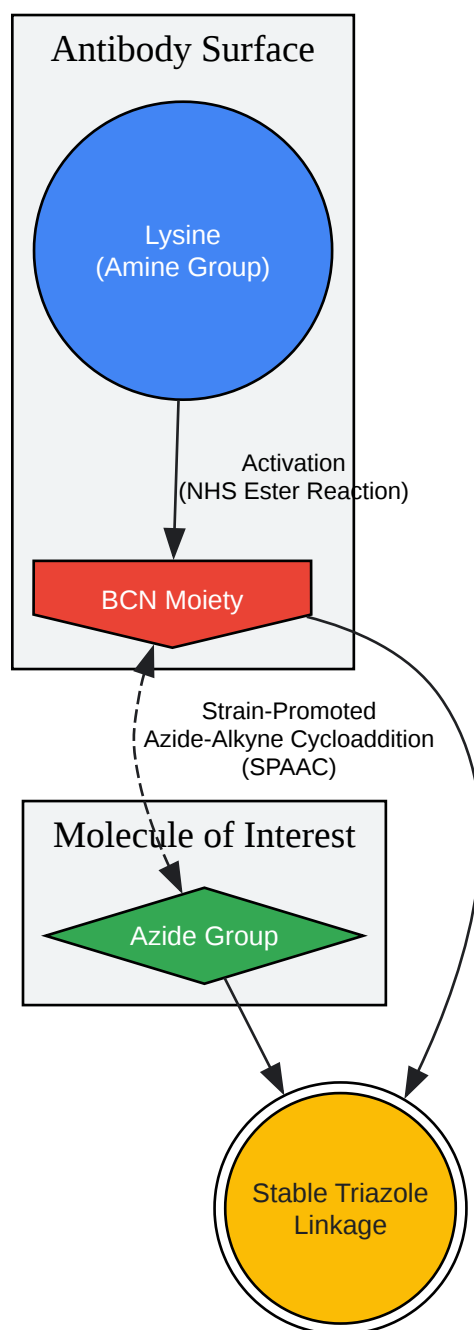 Antibody Surface
Lysine
(Amine Group)
Activation
(NHS Ester Reaction)
BCN Moiety
Strain-Promoted
Azide-Alkyne Cycloaddition
(SPAAC)
Molecule of Interest
Azide Group
Stable Triazole
Linkage